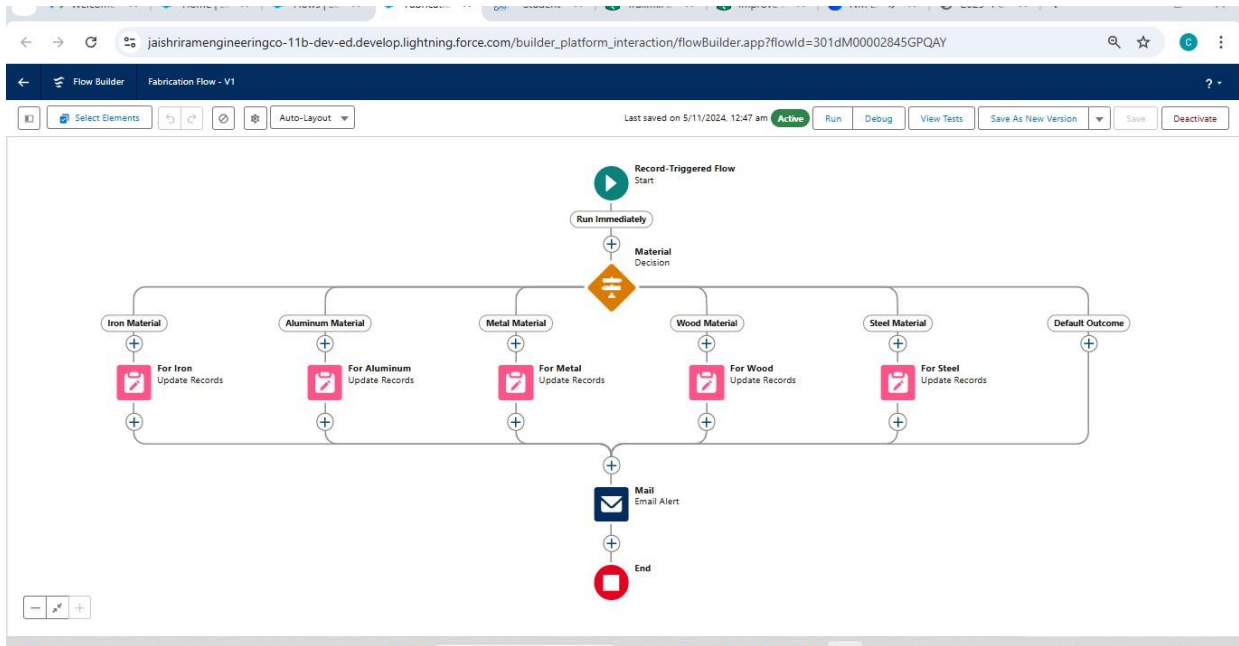 jaishriramengineeringco-11b-dev-ed.develop.lightning.force.com/builder_platform_interaction/flowBuilder.app?flowId=301dM00002845GPQAY
C
Flow Builder Fabrication Flow - V1 ?
Select Elements Auto-Layout Last saved on 5/11/2024, 12:47 am Active Run Debug View Tests Save As New Version Save Deactivate
Record-Triggered Flow
Start
Run Immediately
Material
Decision
Iron Material Aluminum Material Metal Material Wood Material Steel Material Default Outcome
For Iron For Aluminum For Metal For Wood For Steel
Update Records Update Records Update Records Update Records Update Records
Mail
Email Alert
End